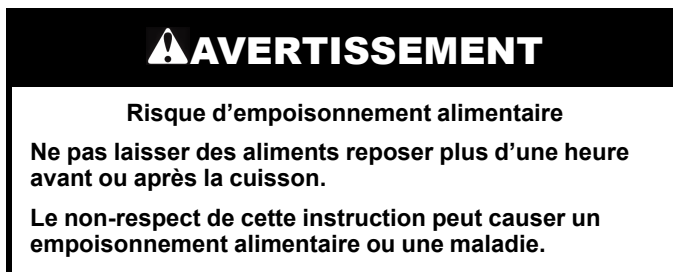 AVERTISSEMENT
Risque d’empoisonnement alimentaire
Ne pas laisser des aliments reposer plus d’une heure
avant ou après la cuisson.
Le non-respect de cette instruction peut causer un
empoisonnement alimentaire ou une maladie.